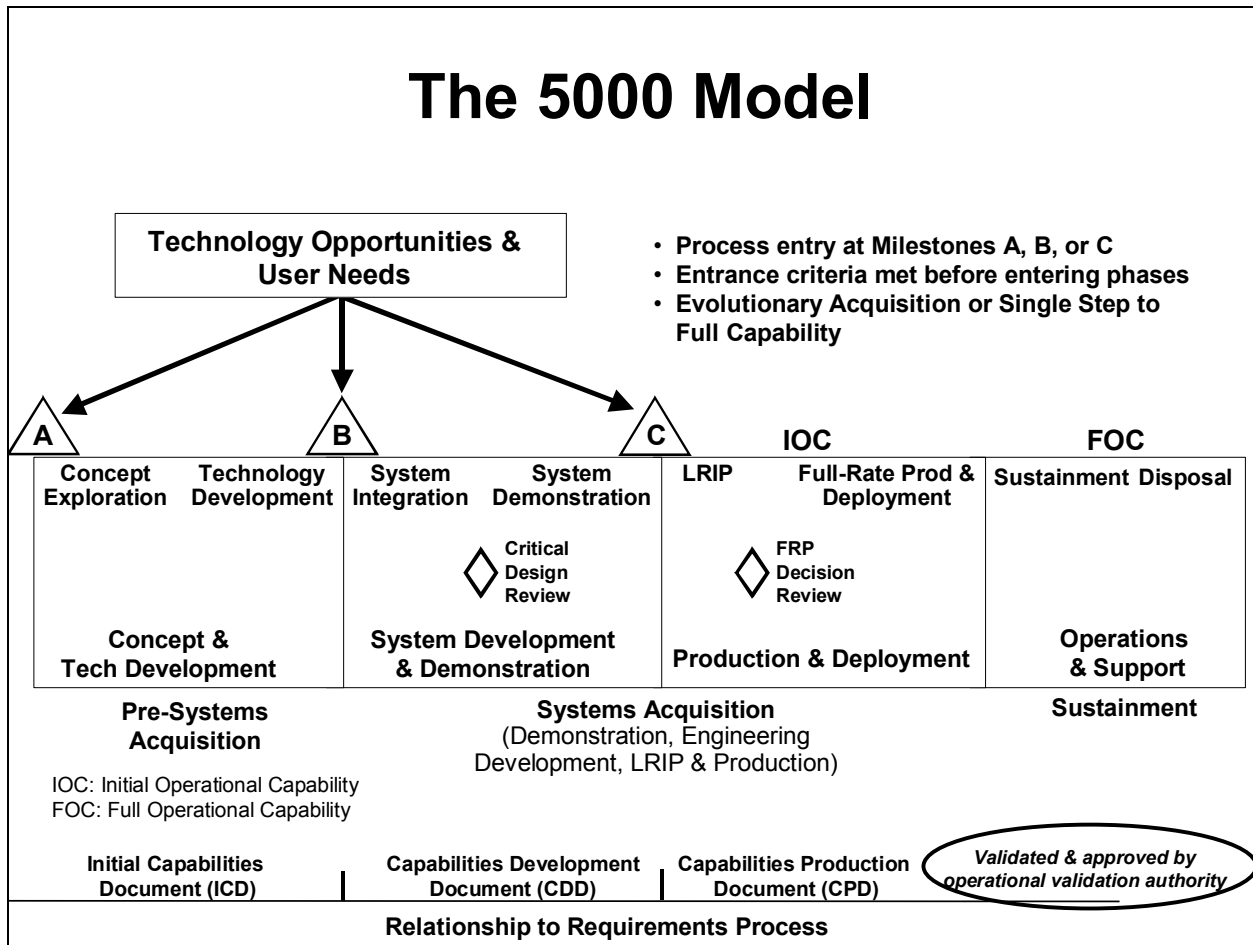 The 5000 Model
Technology Opportunities &
User Needs
• Process entry at Milestones A, B, or C
• Entrance criteria met before entering phases
• Evolutionary Acquisition or Single Step to
Full Capability
A
B
C
IOC
FOC
Concept
Exploration
Technology
Development
System
Integration
System
Demonstration
LRIP
Full-Rate Prod &
Deployment
Sustainment Disposal
Critical
Design
Review
FRP
Decision
Review
Concept &
Tech Development
System Development
& Demonstration
Production & Deployment
Operations
& Support
Pre-Systems
Acquisition
Systems Acquisition
(Demonstration, Engineering
Development, LRIP & Production)
Sustainment
IOC: Initial Operational Capability
FOC: Full Operational Capability
Initial Capabilities
Document (ICD)
Capabilities Development
Document (CDD)
Capabilities Production
Document (CPD)
Validated & approved by
operational validation authority
Relationship to Requirements Process